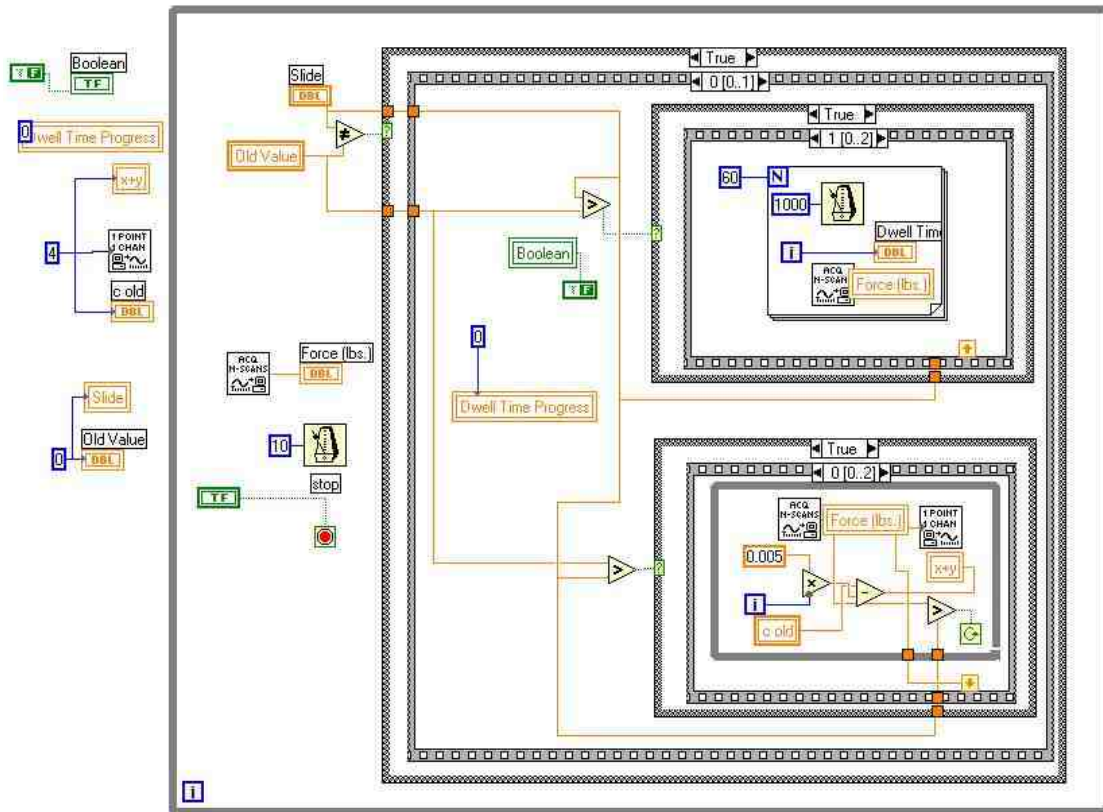 Boolean
T F
TF
0
Dwell Time Progress
x+y
4
1 POINT
1 CHAN
c old
DBL
Slide
Old Value
0
DBL
Slide
DBL
≠
Old Value
?
ACQ
N-SCANS
Force (lbs.)
DBL
10
stop
TF
i
True
0 [0..1]
>
?
Boolean
T F
0
Dwell Time Progress
>
?
True
1 [0..2]
60
N
1000
Dwell Time
i
DBL
ACQ
N-SCANS
Force (lbs.)
True
0 [0..2]
ACQ
N-SCANS
Force (lbs.)
1 POINT
1 CHAN
0.005
x
-
x+y
i
>
c old